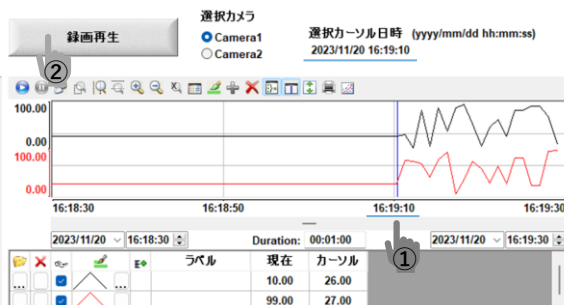 選択カメラ
録画再生
Camera1
Camera2
選択カーソル日時 (yyyy/mm/dd hh:mm:ss)
2023/11/20 16:19:10
②
100.00
0.00
100.00
0.00
16:18:30 16:18:50 16:19:10 16:19:30
①
2023/11/20 16:18:30 Duration: 00:01:00 2023/11/20 16:19:30
ラベル 現在 カーソル
... ... 10.00 26.00
99.00 27.00